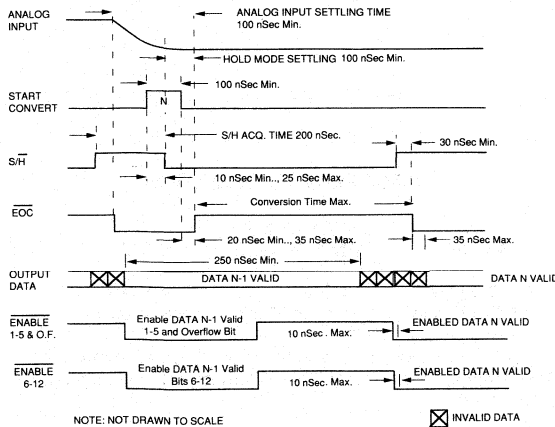 ANALOG INPUT
ANALOG INPUT SETTLING TIME
100 nSec Min.
HOLD MODE SETTLING 100 nSec Min.
100 nSec Min.
START CONVERT
N
S/H ACQ. TIME 200 nSec.
30 nSec Min.
S/H
10 nSec Min.., 25 nSec Max.
Conversion Time Max.
EOC
20 nSec Min.., 35 nSec Max.
35 nSec Max.
250 nSec Min.
OUTPUT DATA
DATA N-1 VALID
DATA N VALID
ENABLE 1-5 & O.F.
Enable DATA N-1 Valid
1-5 and Overflow Bit
10 nSec. Max.
ENABLED DATA N VALID
ENABLE 6-12
Enable DATA N-1 Valid
Bits 6-12
10 nSec. Max.
ENABLED DATA N VALID
NOTE: NOT DRAWN TO SCALE
INVALID DATA